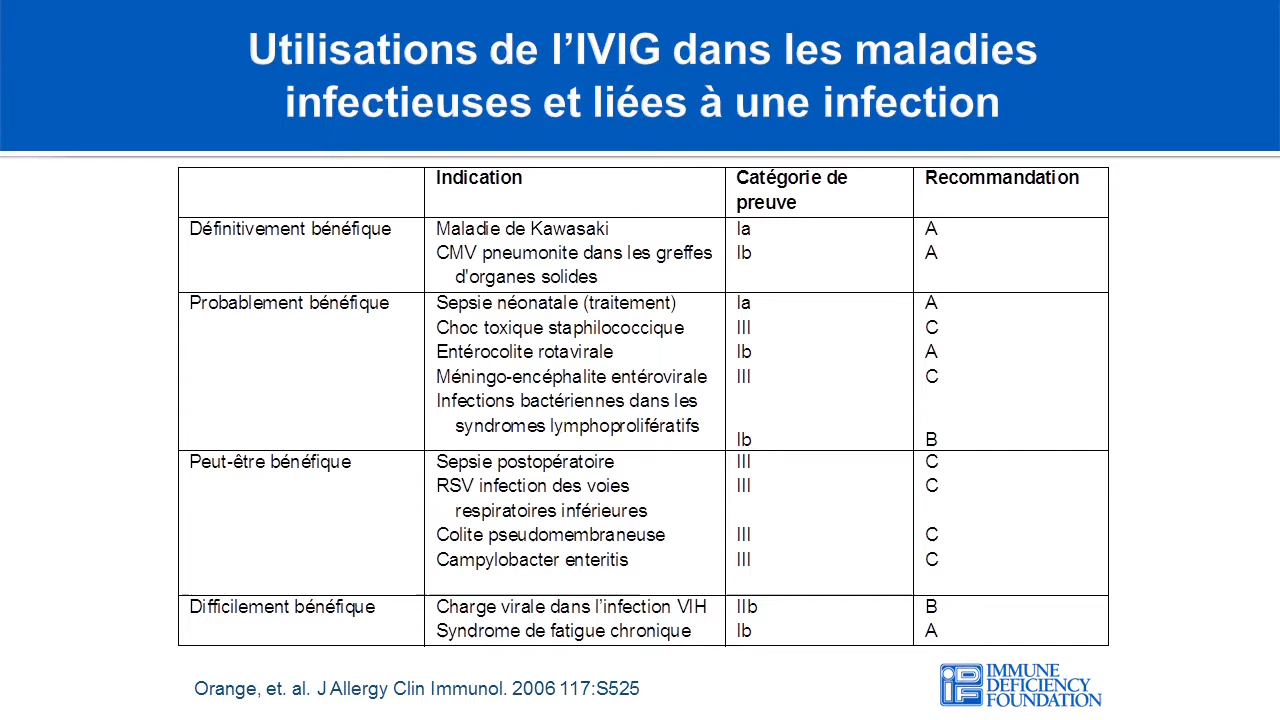 Utilisations de l’IVIG dans les maladies
infectieuses et liées à une infection
Indication Catégorie de preuve Recommandation
Définitivement bénéfique Maladie de Kawasaki Ia A
CMV pneumonite dans les greffes Ib A
d'organes solides
Probablement bénéfique Sepsie néonatale (traitement) Ia A
Choc toxique staphilococcique III C
Entérocolite rotavirale Ib A
Méningo-encéphalite entérovirale III C
Infections bactériennes dans les
syndromes lymphoprolifératifs
Ib B
Peut-être bénéfique Sepsie postopératoire III C
RSV infection des voies III C
respiratoires inférieures
Colite pseudomembraneuse III C
Campylobacter enteritis III C
Difficilement bénéfique Charge virale dans l’infection VIH IIb B
Syndrome de fatigue chronique Ib A
Orange, et. al. J Allergy Clin Immunol. 2006 117:S525
IDF
IMMUNE
DEFICIENCY
FOUNDATION